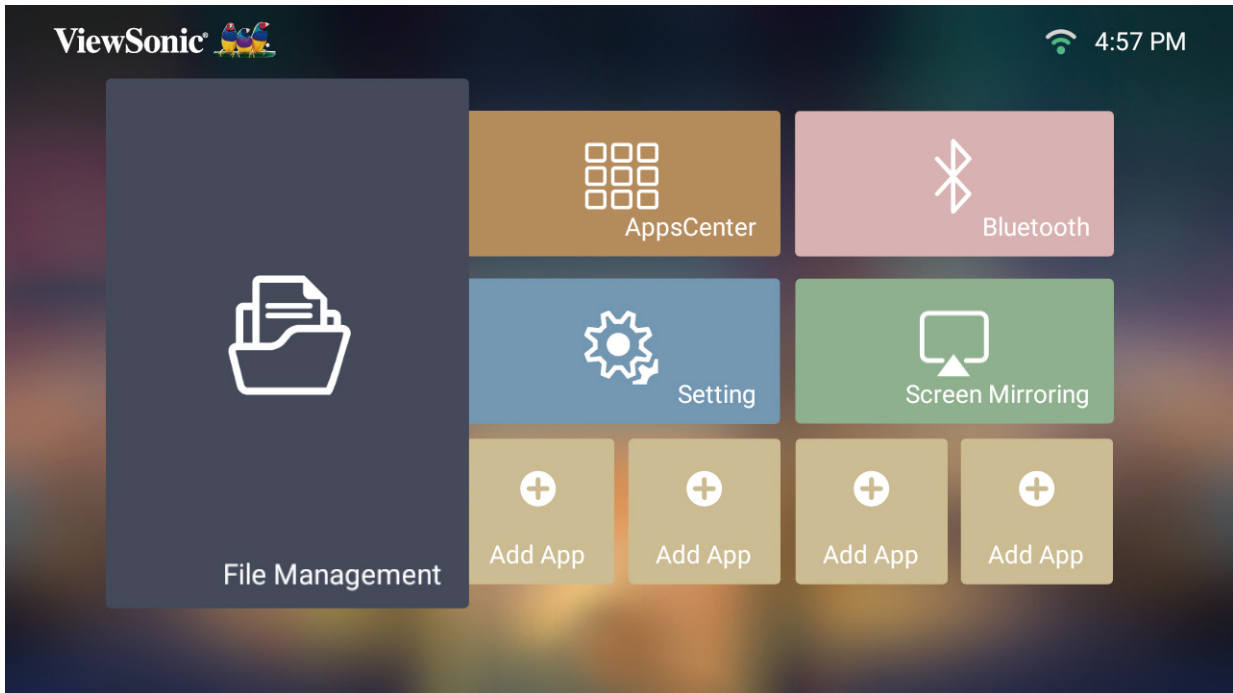 ViewSonic®
4:57 PM
AppsCenter
Bluetooth
Setting
Screen Mirroring
Add App
Add App
Add App
Add App
File Management